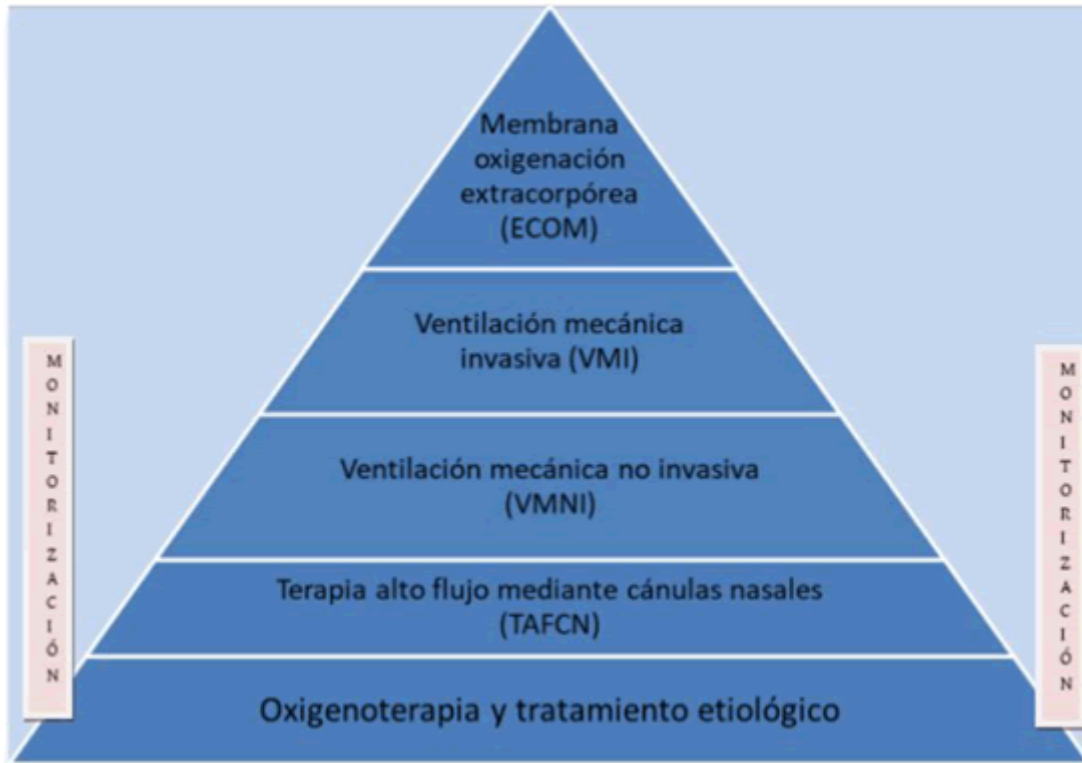 Membrana
oxigenación
extracorpórea
(ECOM)
Ventilación mecánica
invasiva (VMI)
Ventilación mecánica no invasiva
(VMNI)
Terapia alto flujo mediante cánulas nasales
(TAFCN)
Oxigenoterapia y tratamiento etiológico
MONITORIZACIÓN
MONITORIZACIÓN